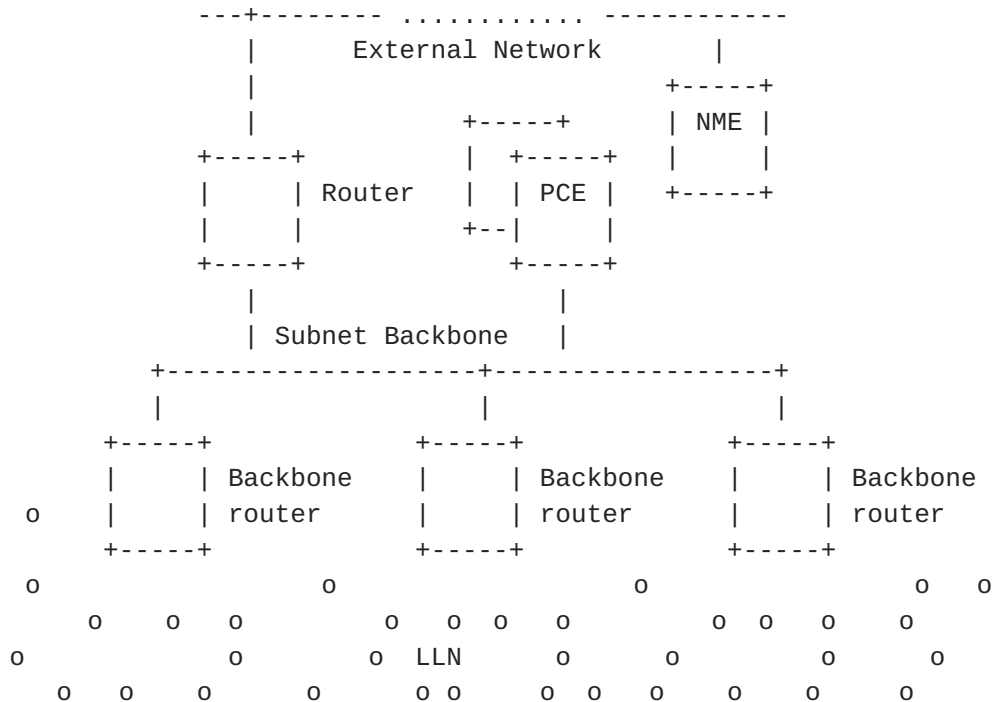 ---+-------- ............ ------------
|      External Network       |
|                          +-----+
|             +-----+      | NME |
+-----+          |  +-----+   |     |
|     | Router   |  | PCE |   +-----+
|     |          +--|     |
+-----+             +-----+
|                   |
| Subnet Backbone   |
+--------------------+------------------+
|                    |                  |
+-----+             +-----+             +-----+
|     | Backbone    |     | Backbone    |     | Backbone
o    |     | router      |     | router      |     | router
+-----+             +-----+             +-----+
o                  o                   o                 o   o
o    o   o         o   o  o   o         o  o   o    o
o             o        o  LLN      o      o         o      o
o   o    o      o      o o     o  o   o    o    o     o